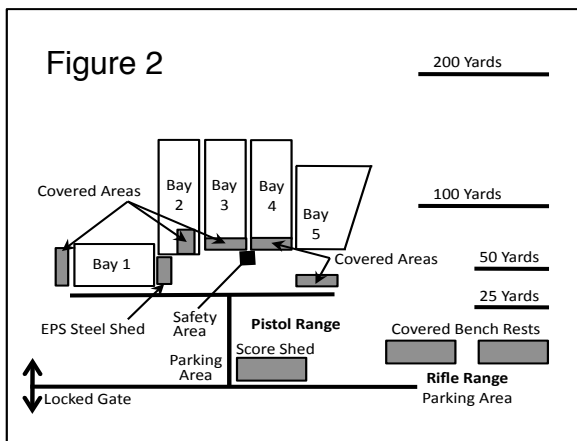 Figure 2
200 Yards
Covered Areas
Bay
2
Bay
3
Bay
4
100 Yards
Bay
5
Bay 1
Covered Areas
50 Yards
25 Yards
EPS Steel Shed
Safety
Area
Pistol Range
Covered Bench Rests
Parking
Area
Score Shed
Rifle Range
Locked Gate
Parking Area